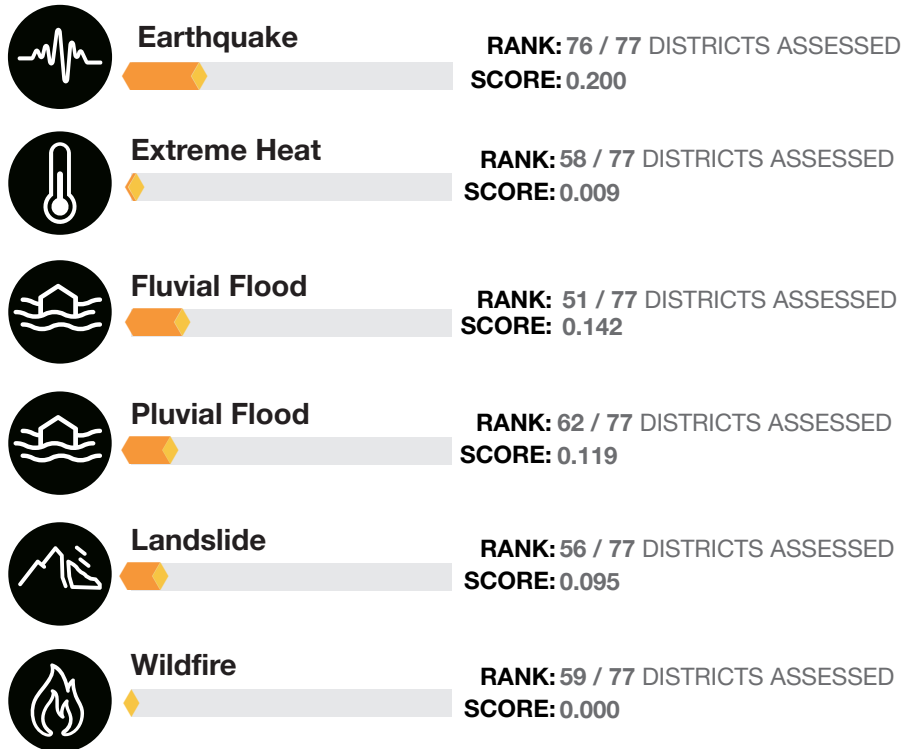 Earthquake
RANK: 76 / 77 DISTRICTS ASSESSED
SCORE: 0.200
Extreme Heat
RANK: 58 / 77 DISTRICTS ASSESSED
SCORE: 0.009
Fluvial Flood
RANK: 51 / 77 DISTRICTS ASSESSED
SCORE: 0.142
Pluvial Flood
RANK: 62 / 77 DISTRICTS ASSESSED
SCORE: 0.119
Landslide
RANK: 56 / 77 DISTRICTS ASSESSED
SCORE: 0.095
Wildfire
RANK: 59 / 77 DISTRICTS ASSESSED
SCORE: 0.000